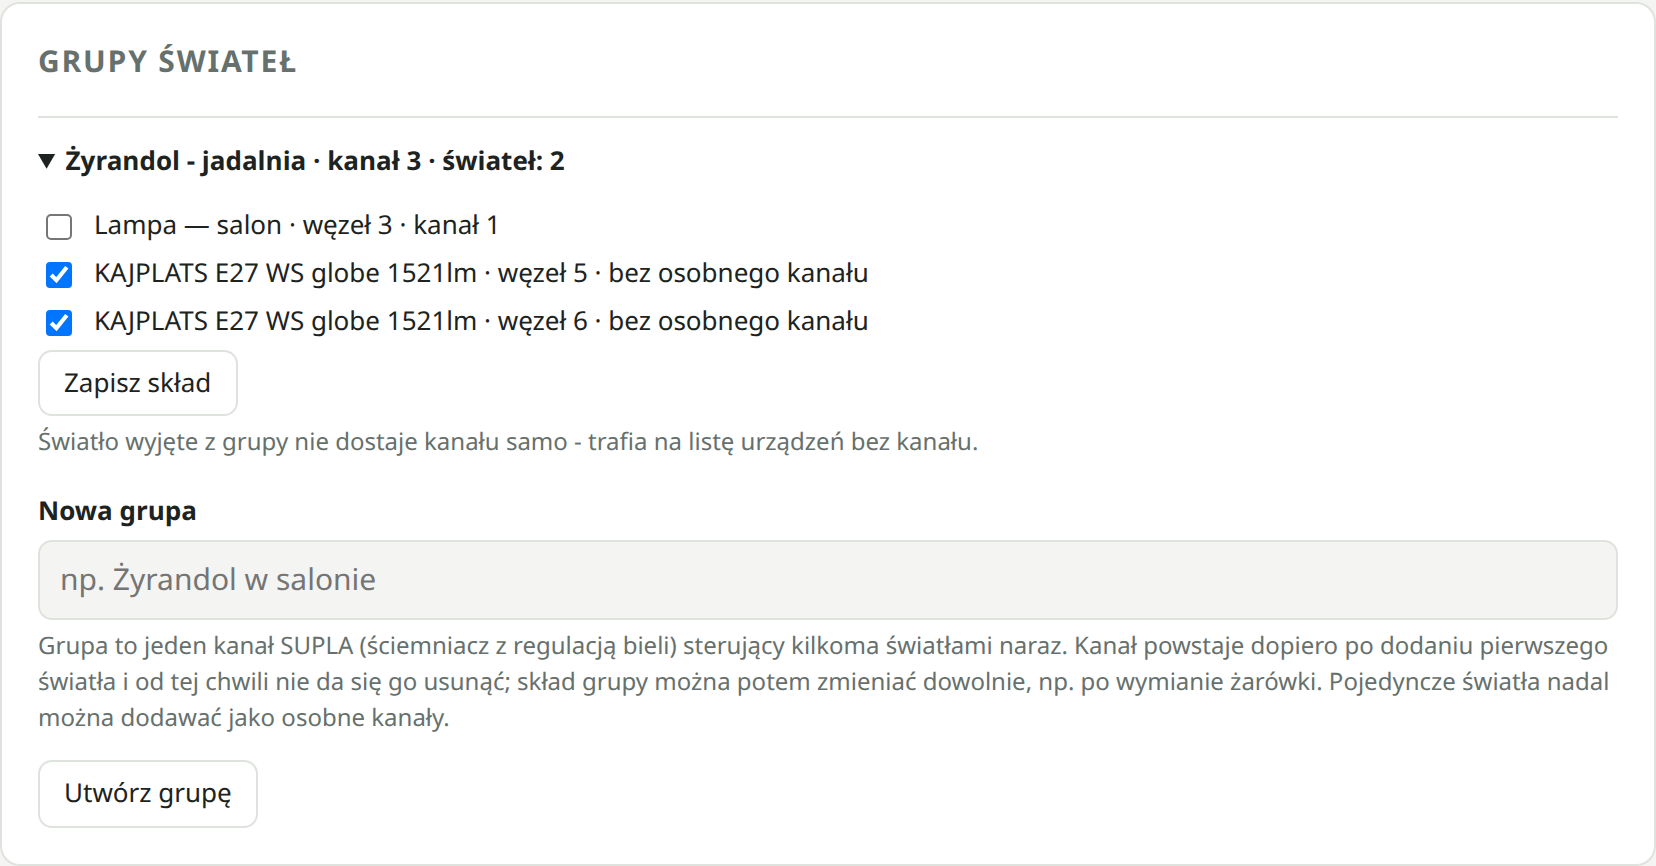 GRUPY ŚWIATEŁ
Żyrandol - jadalnia · kanał 3 · świateł: 2
Lampa — salon · węzeł 3 · kanał 1
KAJPLATS E27 WS globe 1521lm · węzeł 5 · bez osobnego kanału
KAJPLATS E27 WS globe 1521lm · węzeł 6 · bez osobnego kanału
Zapisz skład
Światło wyjęte z grupy nie dostaje kanału samo - trafia na listę urządzeń bez kanału.
Nowa grupa
np. Żyrandol w salonie
Grupa to jeden kanał SUPLA (ściemniacz z regulacją bieli) sterujący kilkoma światłami naraz. Kanał powstaje dopiero po dodaniu pierwszego
światła i od tej chwili nie da się go usunąć; skład grupy można potem zmieniać dowolnie, np. po wymianie żarówki. Pojedyncze światła nadal
można dodawać jako osobne kanały.
Utwórz grupę